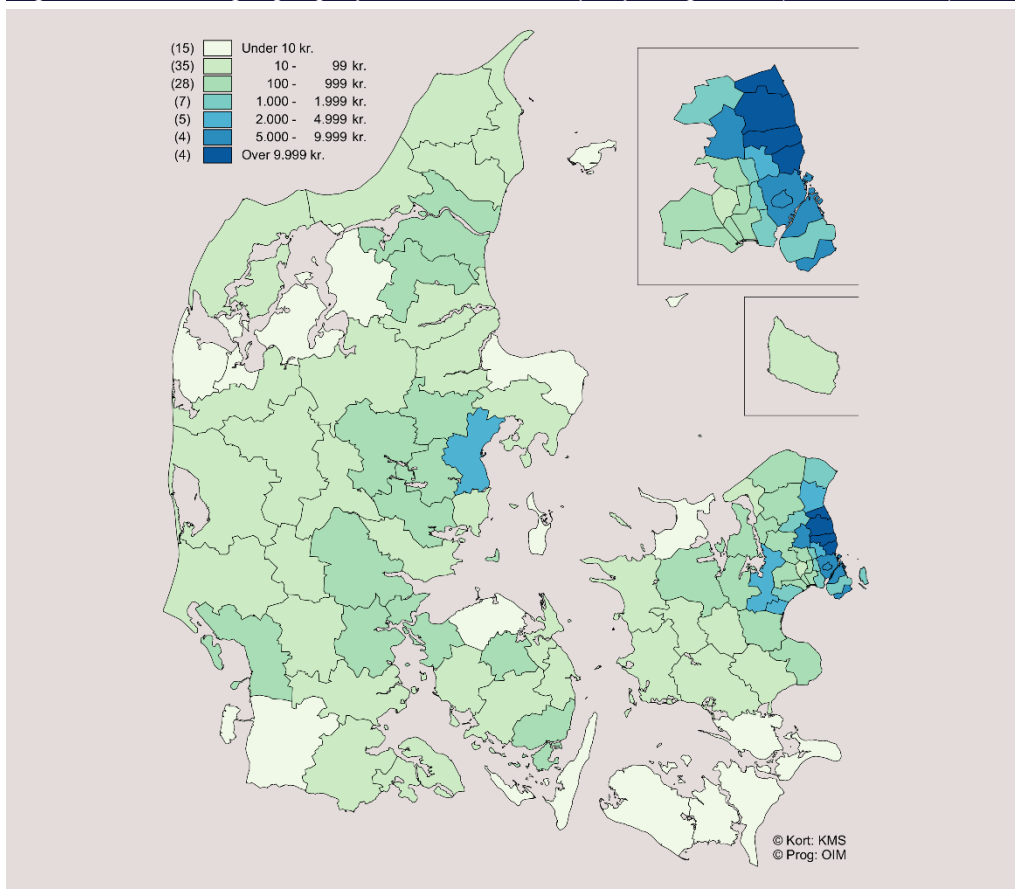 (15) Under 10 kr.
(35) 10 - 99 kr.
(28) 100 - 999 kr.
(7) 1.000 - 1.999 kr.
(5) 2.000 - 4.999 kr.
(4) 5.000 - 9.999 kr.
(4) Over 9.999 kr.
© Kort: KMS
© Prog: OIM